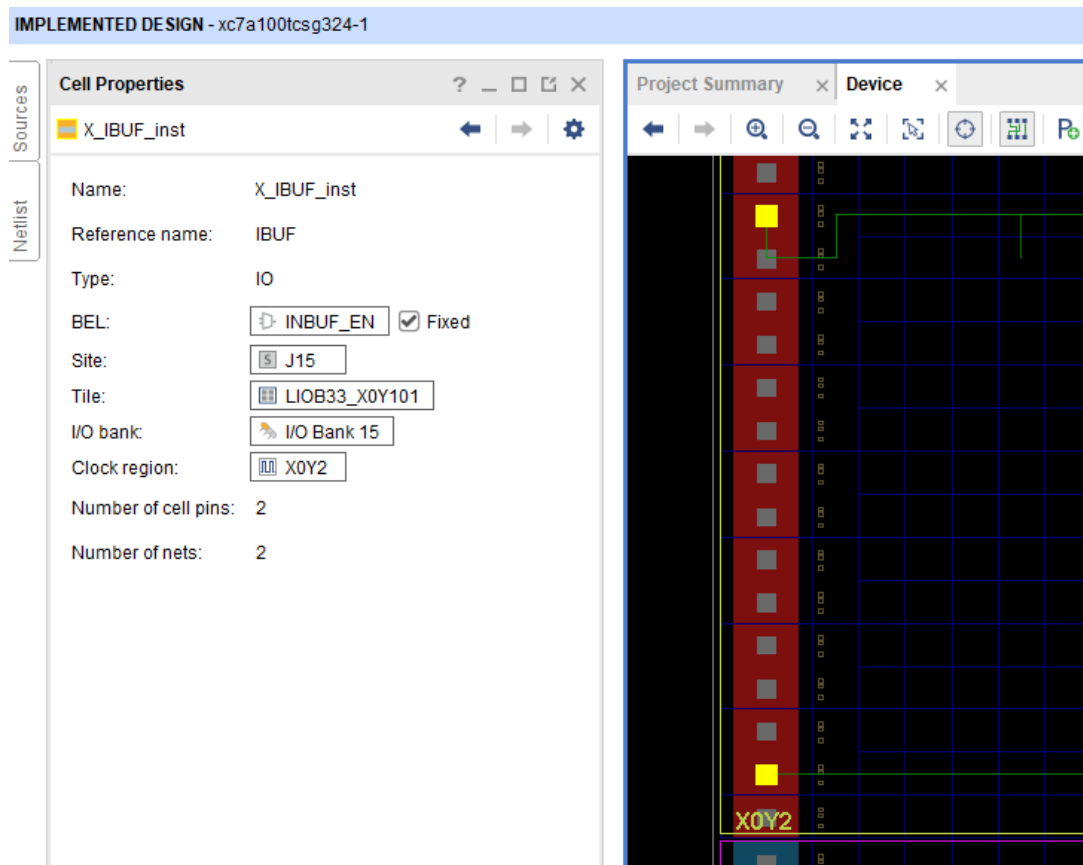 IMPLEMENTED DESIGN - xc7a100tcsg324-1
Sources
Netlist
Cell Properties
X_IBUF_inst
Name: X_IBUF_inst
Reference name: IBUF
Type: IO
BEL: INBUF_EN Fixed
Site: S J15
Tile: LIOB33_X0Y101
I/O bank: I/O Bank 15
Clock region: X0Y2
Number of cell pins: 2
Number of nets: 2
Project Summary Device
X0Y2